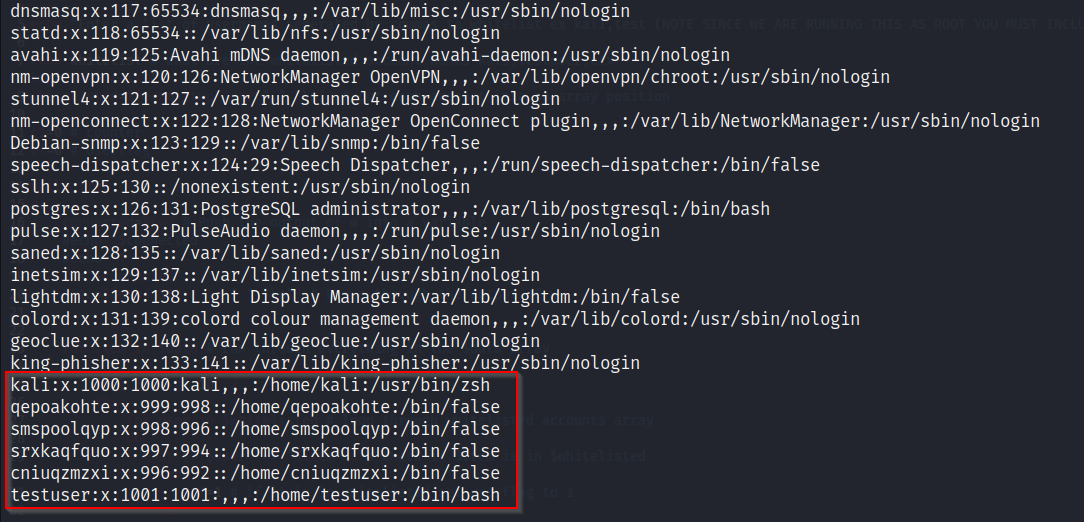 dnsmasq:x:117:65534:dnsmasq,,,:/var/lib/misc:/usr/sbin/nologin
statd:x:118:65534::/var/lib/nfs:/usr/sbin/nologin
avahi:x:119:125:Avahi mDNS daemon,,,:/run/avahi-daemon:/usr/sbin/nologin
nm-openvpn:x:120:126:NetworkManager OpenVPN,,,:/var/lib/openvpn/chroot:/usr/sbin/nologin
stunnel4:x:121:127::/var/run/stunnel4:/usr/sbin/nologin
nm-openconnect:x:122:128:NetworkManager OpenConnect plugin,,,:/var/lib/NetworkManager:/usr/sbin/nologin
Debian-snmp:x:123:129::/var/lib/snmp:/bin/false
speech-dispatcher:x:124:29:Speech Dispatcher,,,:/run/speech-dispatcher:/bin/false
sslh:x:125:130::/nonexistent:/usr/sbin/nologin
postgres:x:126:131:PostgreSQL administrator,,,:/var/lib/postgresql:/bin/bash
pulse:x:127:132:PulseAudio daemon,,,:/run/pulse:/usr/sbin/nologin
saned:x:128:135::/var/lib/saned:/usr/sbin/nologin
inetsim:x:129:137::/var/lib/inetsim:/usr/sbin/nologin
lightdm:x:130:138:Light Display Manager:/var/lib/lightdm:/bin/false
colord:x:131:139:colord colour management daemon,,,:/var/lib/colord:/usr/sbin/nologin
geoclue:x:132:140::/var/lib/geoclue:/usr/sbin/nologin
king-phisher:x:133:141::/var/lib/king-phisher:/usr/sbin/nologin
kali:x:1000:1000:kali,,,:/home/kali:/usr/bin/zsh
qepoakohte:x:999:998::/home/qepoakohte:/bin/false
smspoolqyp:x:998:996::/home/smspoolqyp:/bin/false
srxkaqfquo:x:997:994::/home/srxkaqfquo:/bin/false
cniuqzmzxi:x:996:992::/home/cniuqzmzxi:/bin/false
testuser:x:1001:1001:,,,:/home/testuser:/bin/bash